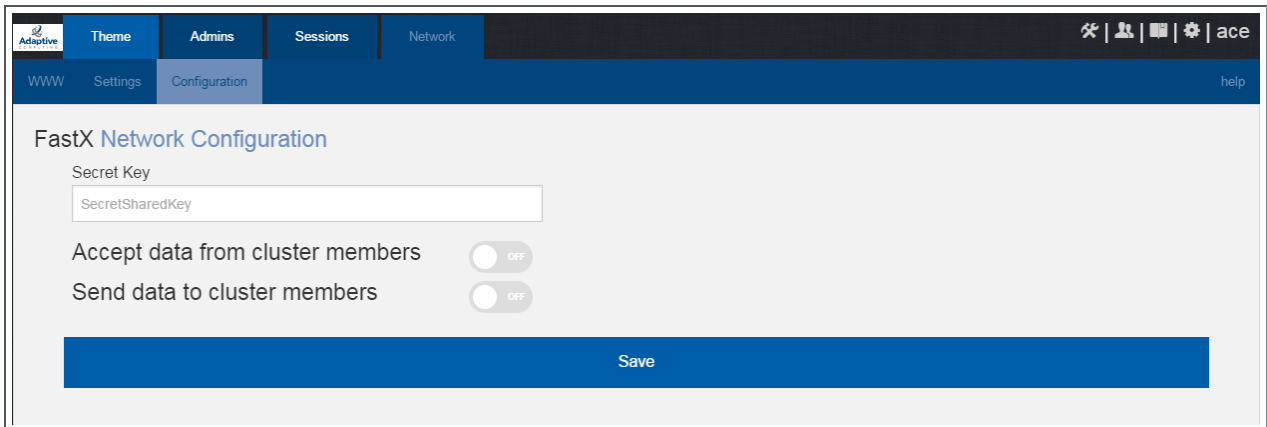 Adaptive
COMPUTING
Theme Admins Sessions Network
| | | | ace
WWW Settings Configuration help
FastX Network Configuration
Secret Key
SecretSharedKey
Accept data from cluster members OFF
Send data to cluster members OFF
Save